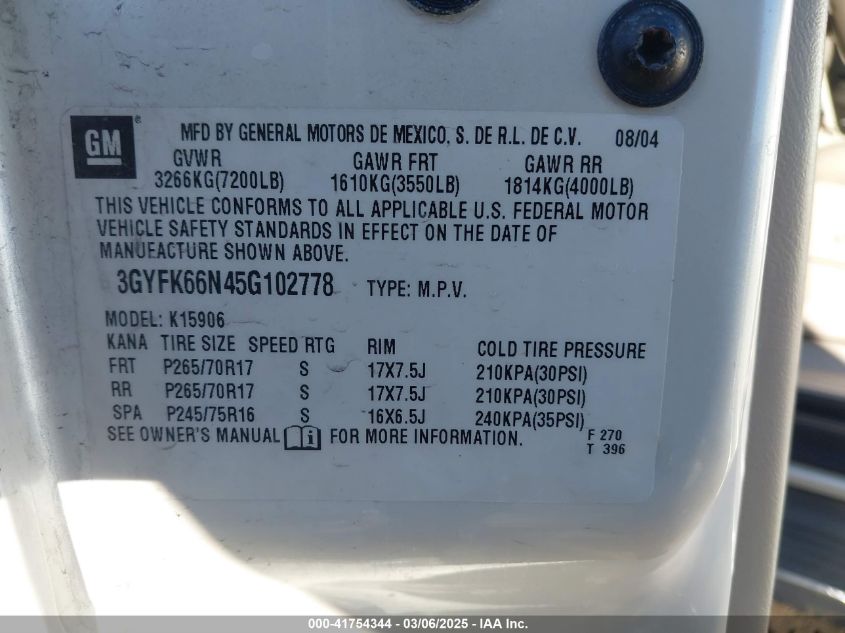 GM ® MFD BY GENERAL MOTORS DE MEXICO, S. DE R.L. DE C.V. 08/04
GVWR GAWR FRT GAWR RR
3266KG(7200LB) 1610KG(3550LB) 1814KG(4000LB)
THIS VEHICLE CONFORMS TO ALL APPLICABLE U.S. FEDERAL MOTOR
VEHICLE SAFETY STANDARDS IN EFFECT ON THE DATE OF
MANUFACTURE SHOWN ABOVE.
3GYFK66N45G102778 TYPE: M.P.V.
MODEL: K15906
KANA TIRE SIZE SPEED RTG RIM COLD TIRE PRESSURE
FRT P265/70R17 S 17X7.5J 210KPA(30PSI)
RR P265/70R17 S 17X7.5J 210KPA(30PSI)
SPA P245/75R16 S 16X6.5J 240KPA(35PSI)
SEE OWNER'S MANUAL i FOR MORE INFORMATION. F 270
T 396
000-41754344 - 03/06/2025 - IAA Inc.